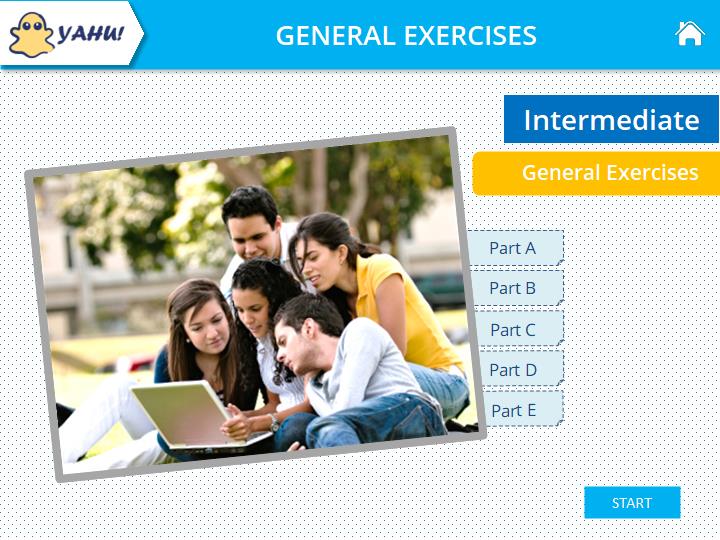 YAHU!
GENERAL EXERCISES
Intermediate
General Exercises
Part A
Part B
Part C
Part D
Part E
START